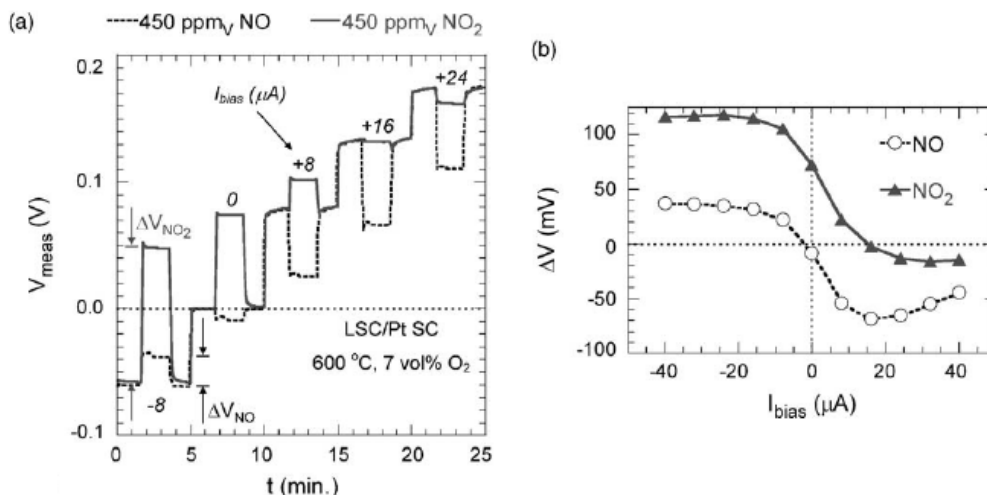 (a)
450 ppmV NO
450 ppmV NO2
0.2
0.1
0.0
-0.1
Vmeas (V)
Ibias (μA)
-8
0
+8
+16
+24
ΔVNO2
ΔVNO
LSC/Pt SC
600 °C, 7 vol% O2
0
5
10
15
20
25
t (min.)
(b)
100
50
0
-50
-100
ΔV (mV)
NO
NO2
-40
-20
0
20
40
Ibias (μA)